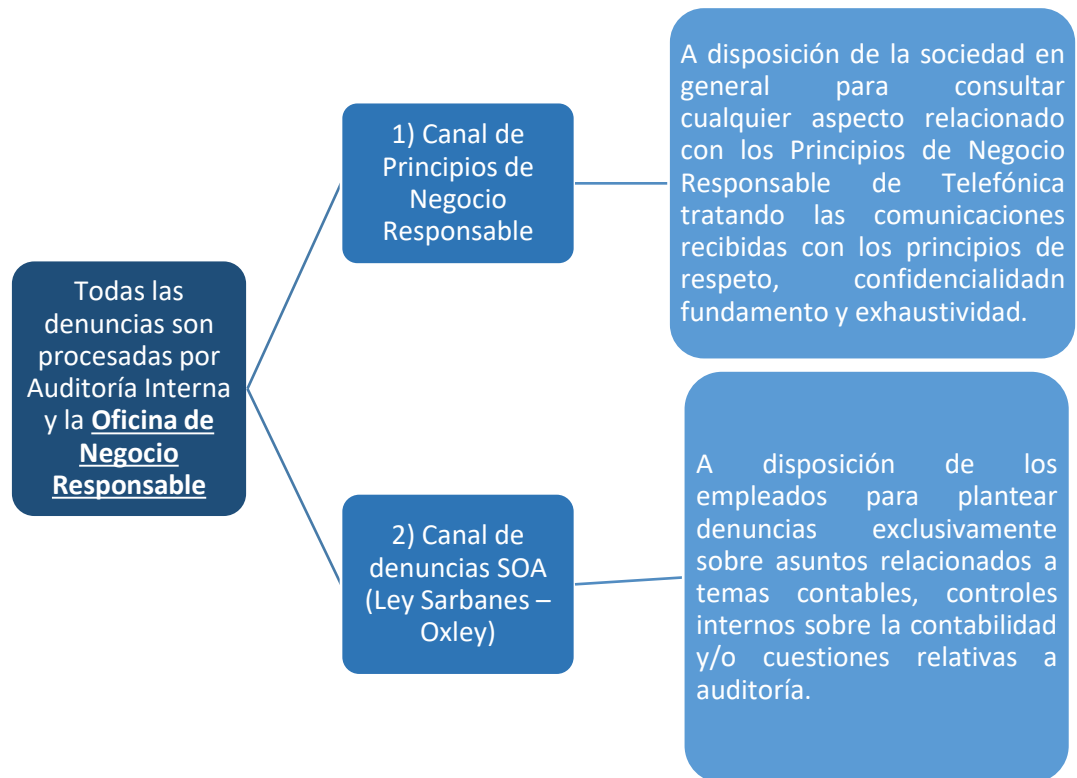 Todas las
denuncias son
procesadas por
Auditoría Interna
y la Oficina de
Negocio
Responsable
1) Canal de
Principios de
Negocio
Responsable
A disposición de la sociedad en
general para consultar
cualquier aspecto relacionado
con los Principios de Negocio
Responsable de Telefónica
tratando las comunicaciones
recibidas con los principios de
respeto, confidencialidadn
fundamento y exhaustividad.
2) Canal de
denuncias SOA
(Ley Sarbanes –
Oxley)
A disposición de los
empleados para plantear
denuncias exclusivamente
sobre asuntos relacionados a
temas contables, controles
internos sobre la contabilidad
y/o cuestiones relativas a
auditoría.